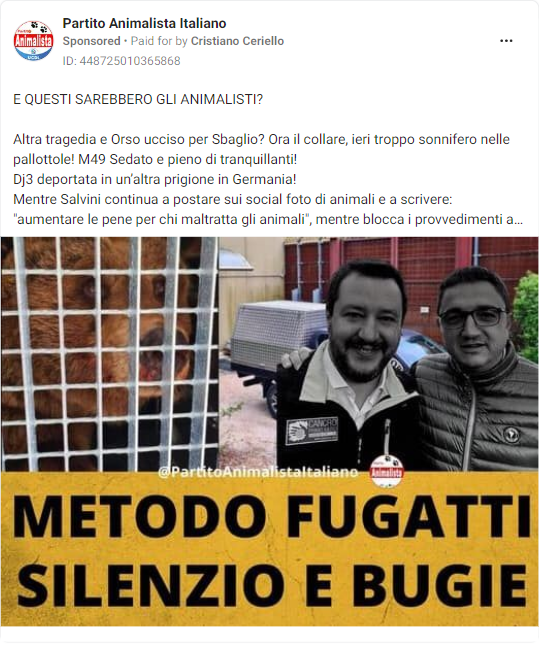 Partito Animalista Italiano
Sponsored • Paid for by Cristiano Ceriello
ID: 448725010365868
E QUESTI SAREBBERO GLI ANIMALISTI?
Altra tragedia e Orso ucciso per Sbaglio? Ora il collare, ieri troppo sonnifero nelle
pallottole! M49 Sedato e pieno di tranquillanti!
Dj3 deportata in un'altra prigione in Germania!
Mentre Salvini continua a postare sui social foto di animali e a scrivere:
"aumentare le pene per chi maltratta gli animali", mentre blocca i provvedimenti a...
@PartitoAnimalistaItaliano
Animalista
METODO FUGATTI
SILENZIO E BUGIE